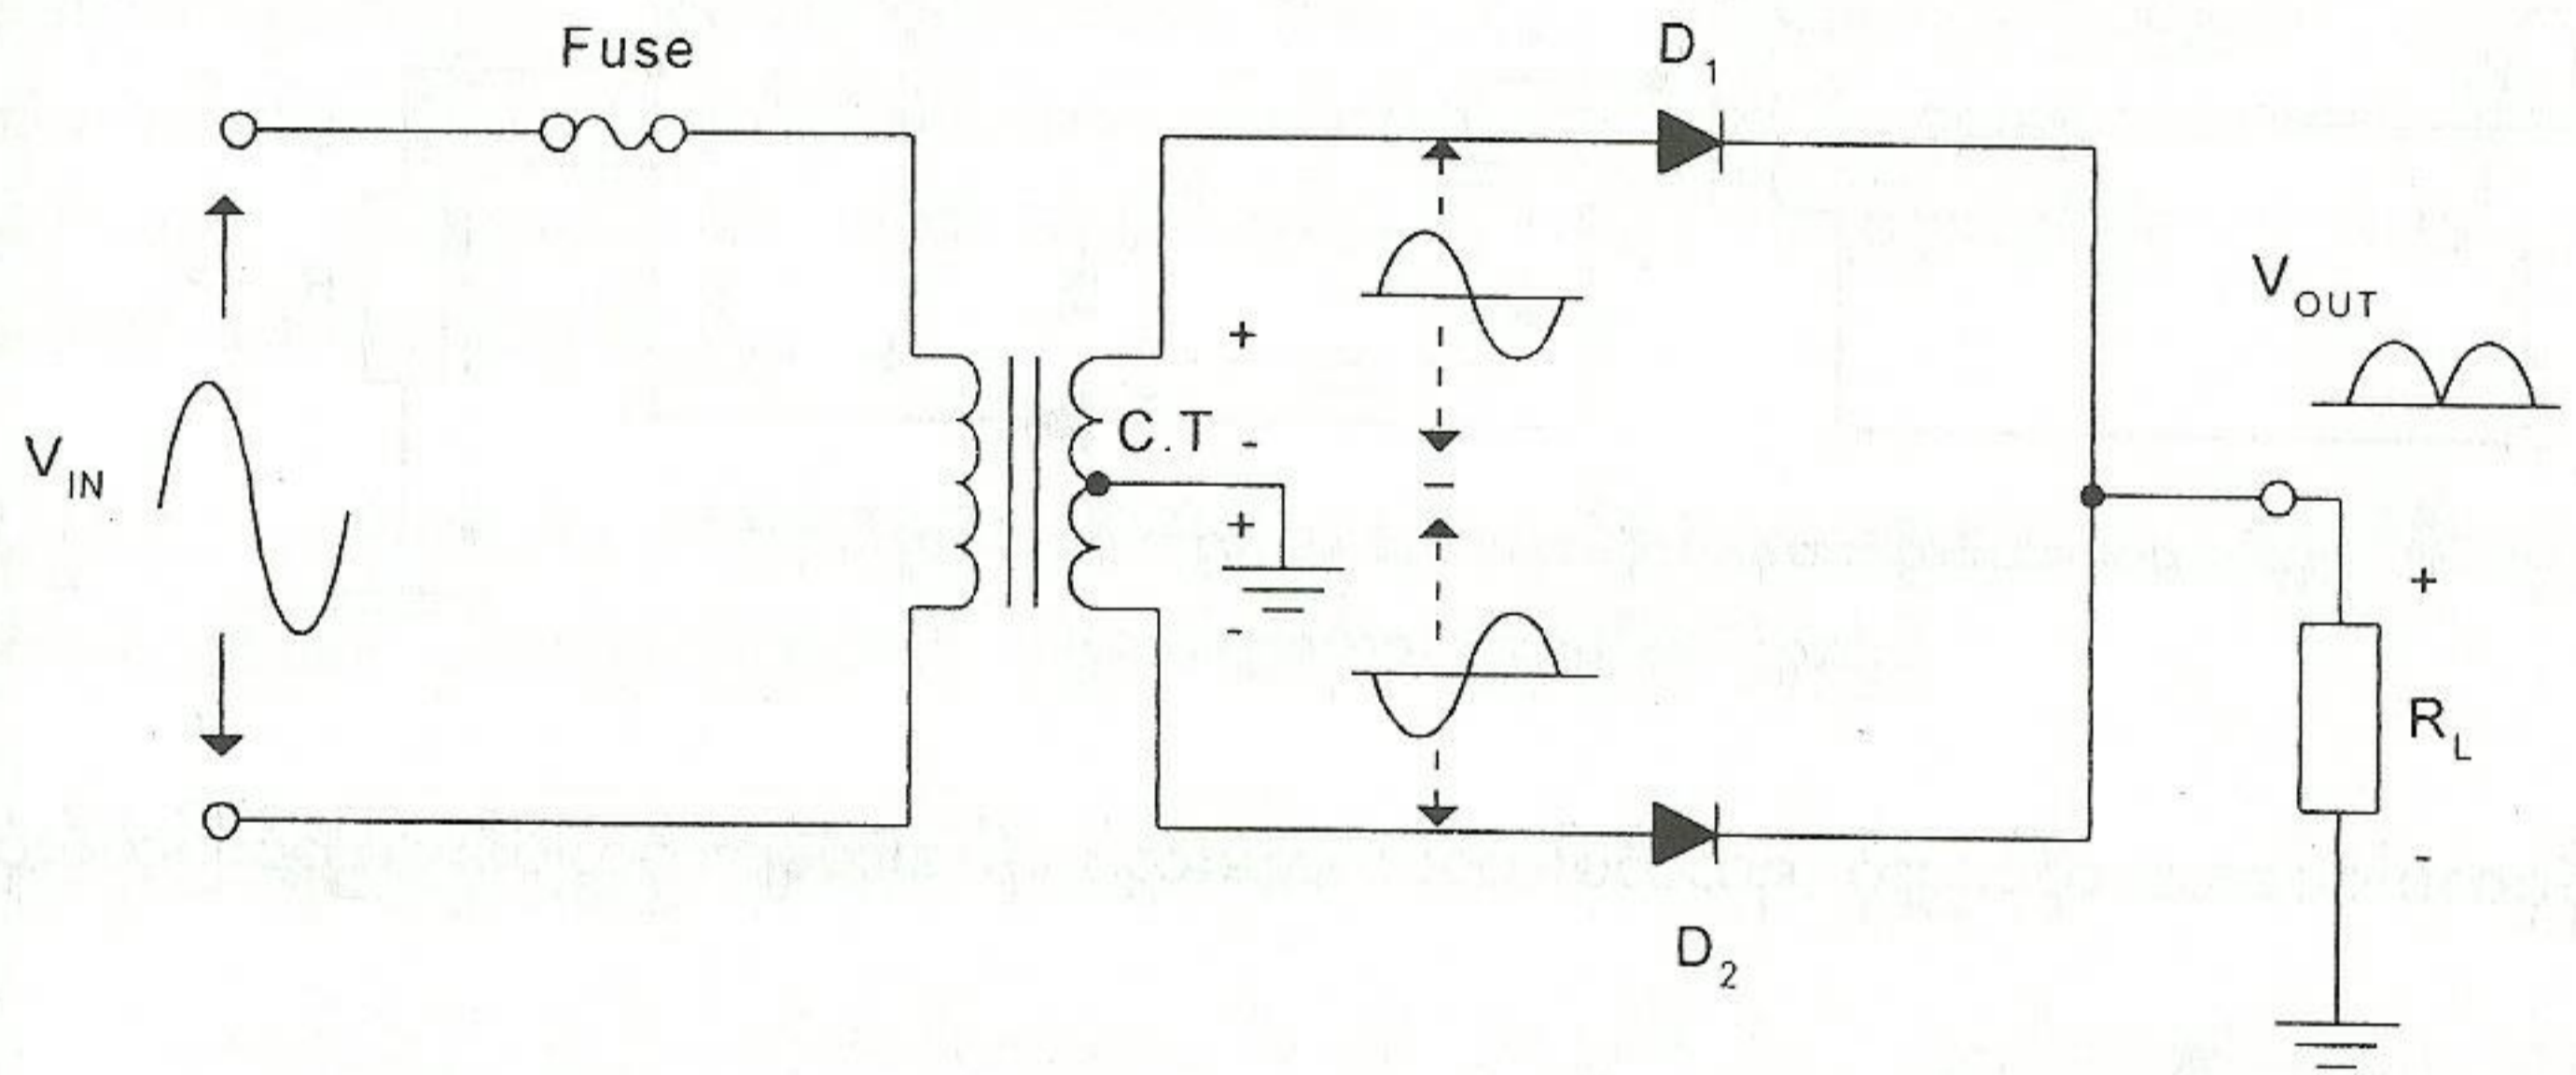 Fuse
D1
VIN
C.T
+
-
+
-
VOUT
+
RL
-
D2